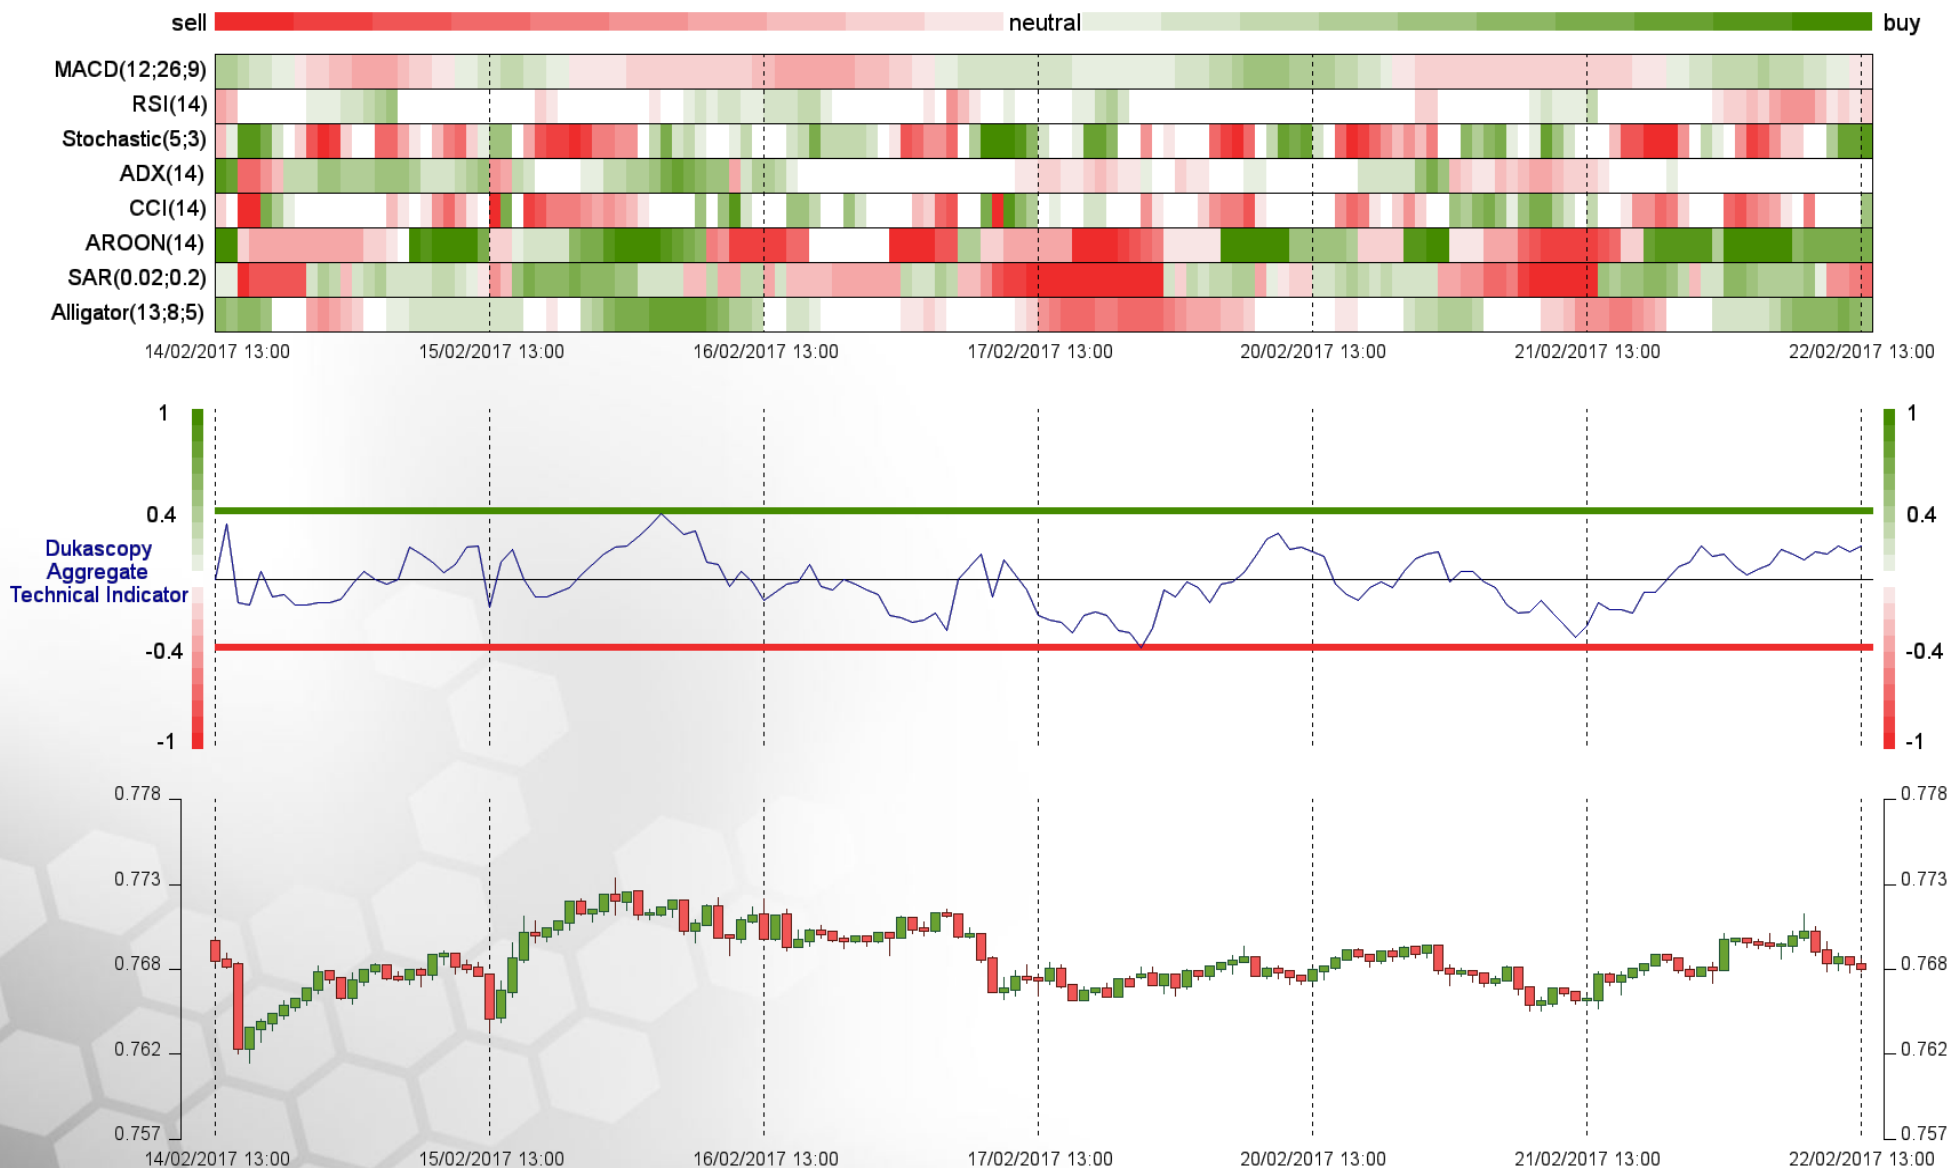 sell neutral buy
MACD(12;26;9)
RSI(14)
Stochastic(5;3)
ADX(14)
CCI(14)
AROON(14)
SAR(0.02;0.2)
Alligator(13;8;5)
14/02/2017 13:00 15/02/2017 13:00 16/02/2017 13:00 17/02/2017 13:00 20/02/2017 13:00 21/02/2017 13:00 22/02/2017 13:00
1 1
0.4 0.4
Dukascopy
Aggregate
Technical Indicator
-0.4 -0.4
-1 -1
0.778 0.778
0.773 0.773
0.768 0.768
0.762 0.762
0.757 0.757
14/02/2017 13:00 15/02/2017 13:00 16/02/2017 13:00 17/02/2017 13:00 20/02/2017 13:00 21/02/2017 13:00 22/02/2017 13:00